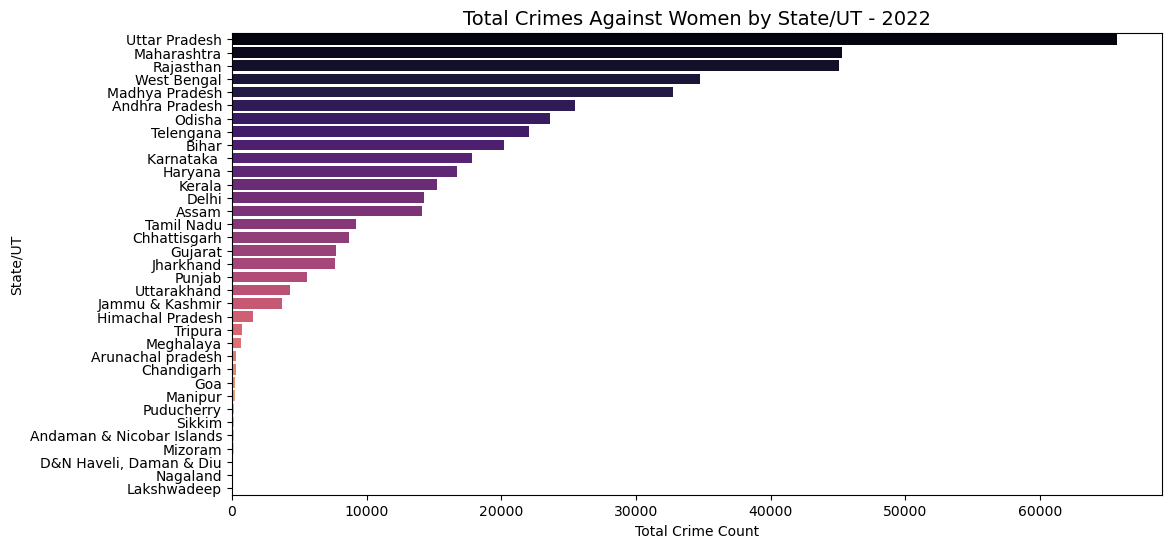 Total Crimes Against Women by State/UT - 2022
State/UT
Uttar Pradesh
Maharashtra
Rajasthan
West Bengal
Madhya Pradesh
Andhra Pradesh
Odisha
Telengana
Bihar
Karnataka
Haryana
Kerala
Delhi
Assam
Tamil Nadu
Chhattisgarh
Gujarat
Jharkhand
Punjab
Uttarakhand
Jammu & Kashmir
Himachal Pradesh
Tripura
Meghalaya
Arunachal pradesh
Chandigarh
Goa
Manipur
Puducherry
Sikkim
Andaman & Nicobar Islands
Mizoram
D&N Haveli, Daman & Diu
Nagaland
Lakshwadeep
0 10000 20000 30000 40000 50000 60000
Total Crime Count